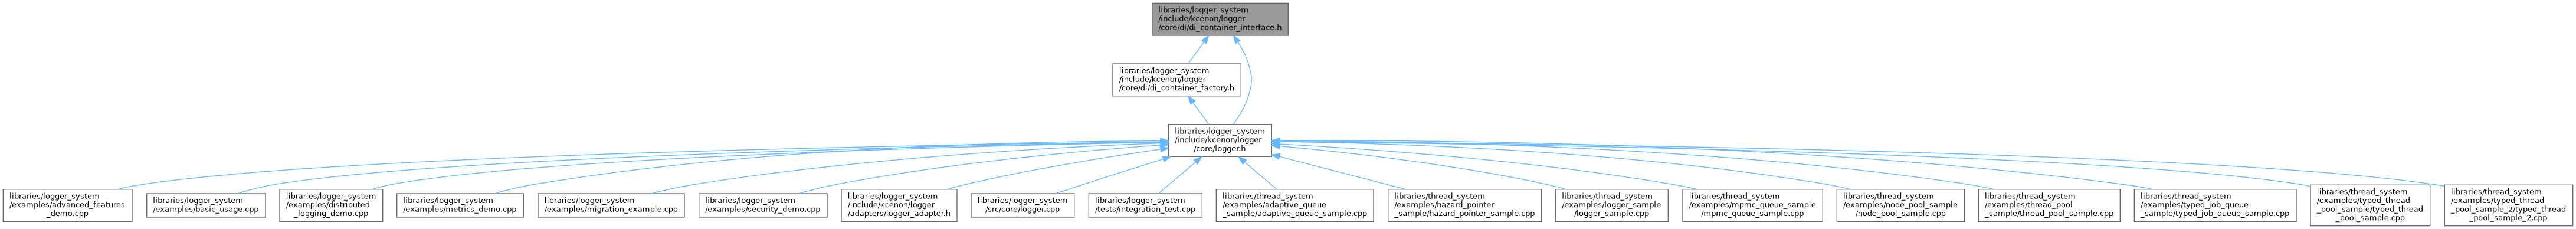 libraries/logger_system
/include/kcenon/logger
/core/di/di_container_interface.h
libraries/logger_system
/include/kcenon/logger
/core/di/di_container_factory.h
libraries/logger_system
/include/kcenon/logger
/core/logger.h
libraries/logger_system
/examples/advanced_features
_demo.cpp
libraries/logger_system
/examples/basic_usage.cpp
libraries/logger_system
/examples/distributed
_logging_demo.cpp
libraries/logger_system
/examples/metrics_demo.cpp
libraries/logger_system
/examples/migration_example.cpp
libraries/logger_system
/examples/security_demo.cpp
libraries/logger_system
/include/kcenon/logger
/adapters/logger_adapter.h
libraries/logger_system
/src/core/logger.cpp
libraries/logger_system
/tests/integration_test.cpp
libraries/thread_system
/examples/adaptive_queue
_sample/adaptive_queue_sample.cpp
libraries/thread_system
/examples/hazard_pointer
_sample/hazard_pointer_sample.cpp
libraries/thread_system
/examples/logger_sample
/logger_sample.cpp
libraries/thread_system
/examples/mpmc_queue_sample
/mpmc_queue_sample.cpp
libraries/thread_system
/examples/node_pool_sample
/node_pool_sample.cpp
libraries/thread_system
/examples/thread_pool
_sample/thread_pool_sample.cpp
libraries/thread_system
/examples/typed_job_queue
_sample/typed_job_queue_sample.cpp
libraries/thread_system
/examples/typed_thread
_pool_sample/typed_thread
_pool_sample.cpp
libraries/thread_system
/examples/typed_thread
_pool_sample_2/typed_thread
_pool_sample_2.cpp